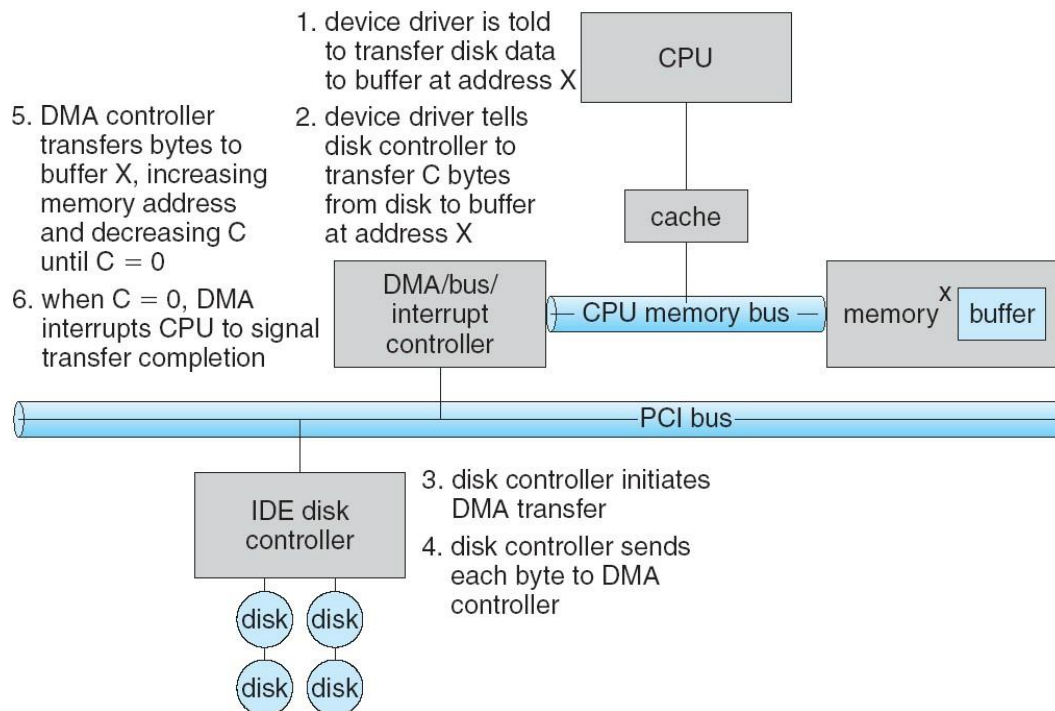 1. device driver is told
to transfer disk data
to buffer at address X
CPU
5. DMA controller
transfers bytes to
buffer X, increasing
memory address
and decreasing C
until C = 0
2. device driver tells
disk controller to
transfer C bytes
from disk to buffer
at address X
cache
6. when C = 0, DMA
interrupts CPU to signal
transfer completion
DMA/bus/
interrupt
controller
CPU memory bus
memory
x
buffer
PCI bus
IDE disk
controller
3. disk controller initiates
DMA transfer
4. disk controller sends
each byte to DMA
controller
disk
disk
disk
disk